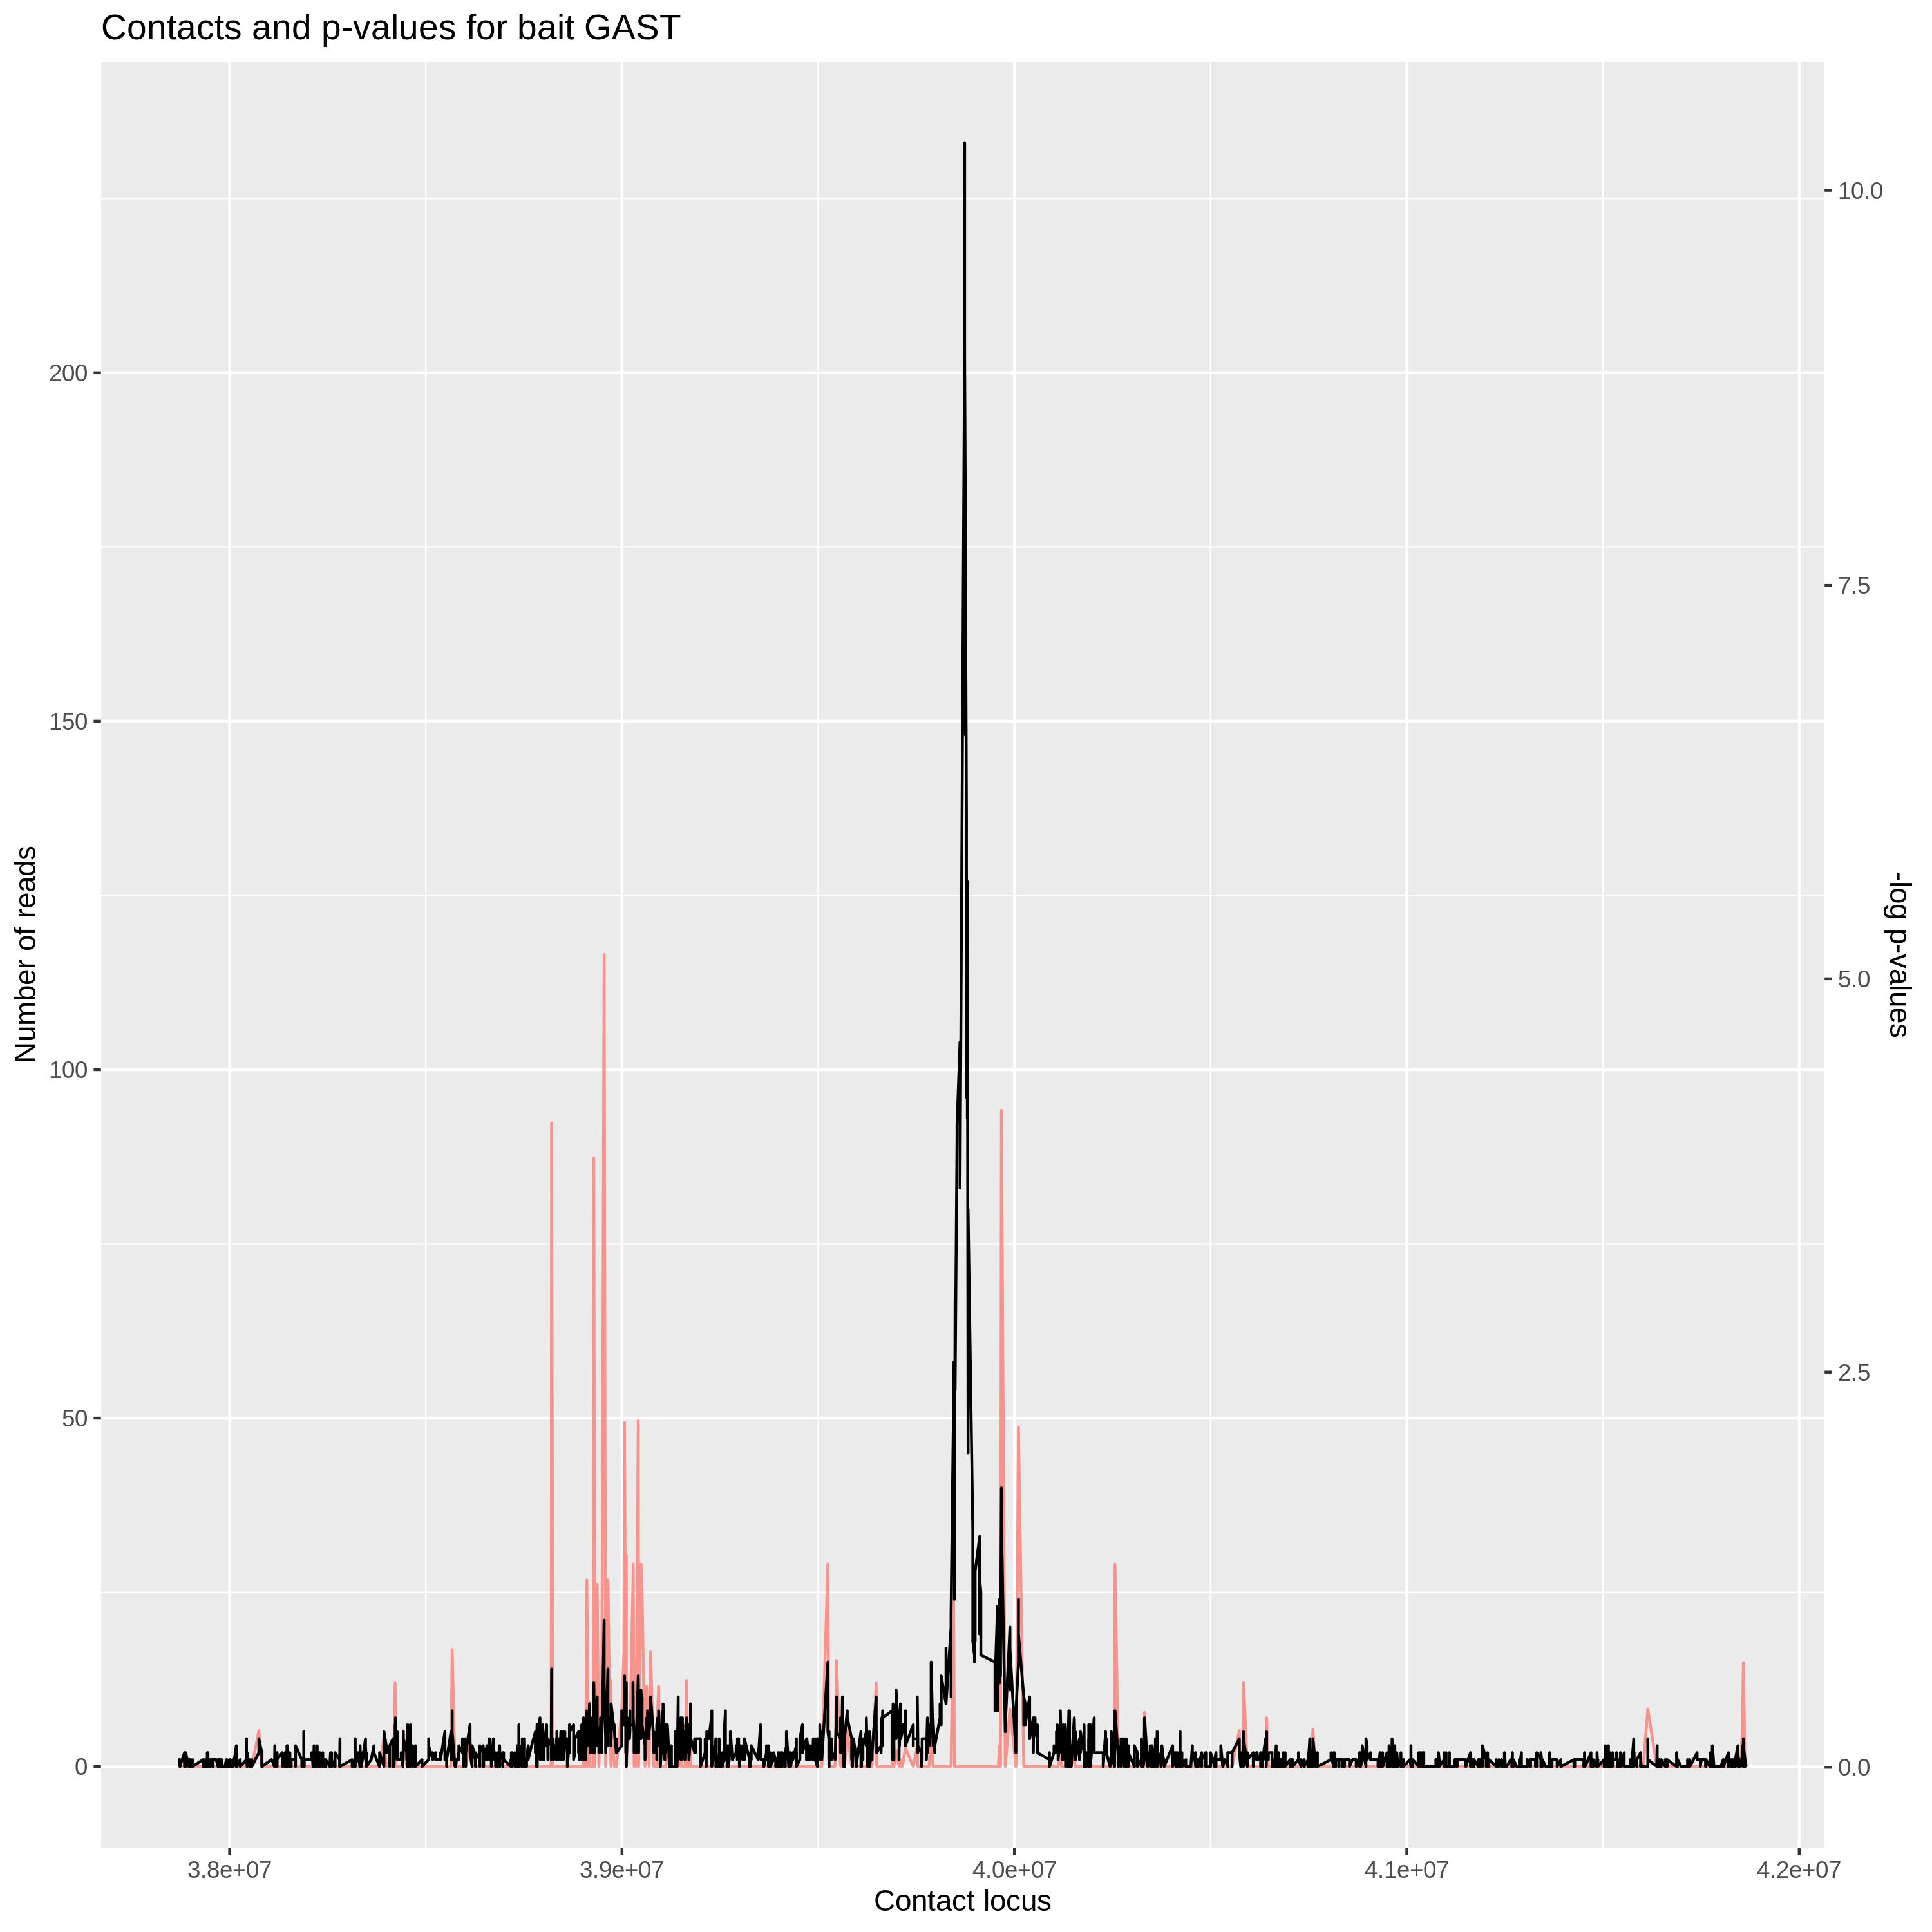 Contacts and p-values for bait GAST
Number of reads
200
150
100
50
0
10.0
7.5
5.0
2.5
0.0
-log p-values
3.8e+07
3.9e+07
4.0e+07
4.1e+07
4.2e+07
Contact locus